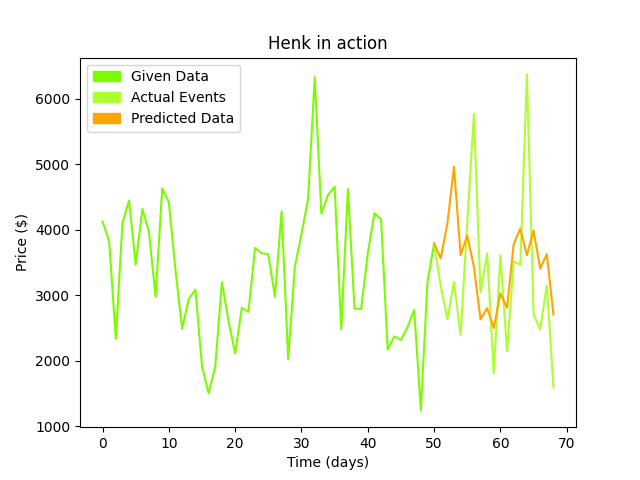 Henk in action
Given Data
Actual Events
Predicted Data
Price ($)
6000
5000
4000
3000
2000
1000
0 10 20 30 40 50 60 70
Time (days)